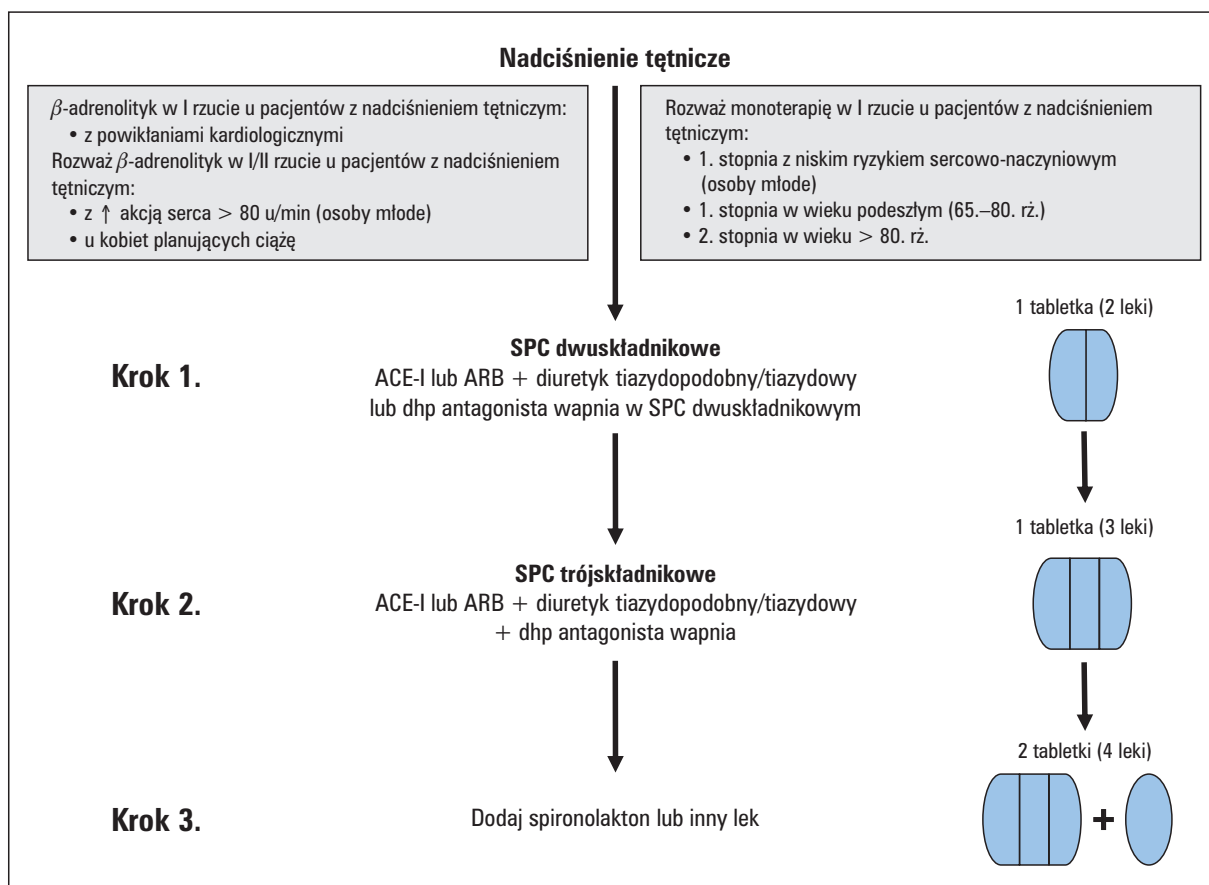 Nadciśnienie tętnicze
β-adrenolityk w I rzucie u pacjentów z nadciśnieniem tętniczym:
• z powikłaniami kardiologicznymi
Rozważ β-adrenolityk w I/II rzucie u pacjentów z nadciśnieniem
tętniczym:
• z ↑ akcją serca > 80 u/min (osoby młode)
• u kobiet planujących ciążę
Rozważ monoterapię w I rzucie u pacjentów z nadciśnieniem
tętniczym:
• 1. stopnia z niskim ryzykiem sercowo-naczyniowym
(osoby młode)
• 1. stopnia w wieku podeszłym (65.–80. rż.)
• 2. stopnia w wieku > 80. rż.
Krok 1.
SPC dwuskładnikowe
ACE-I lub ARB + diuretyk tiazydopodobny/tiazydowy
lub dhp antagonista wapnia w SPC dwuskładnikowym
1 tabletka (2 leki)
Krok 2.
SPC trójskładnikowe
ACE-I lub ARB + diuretyk tiazydopodobny/tiazydowy
+ dhp antagonista wapnia
1 tabletka (3 leki)
Krok 3.
Dodaj spironolakton lub inny lek
2 tabletki (4 leki)
+